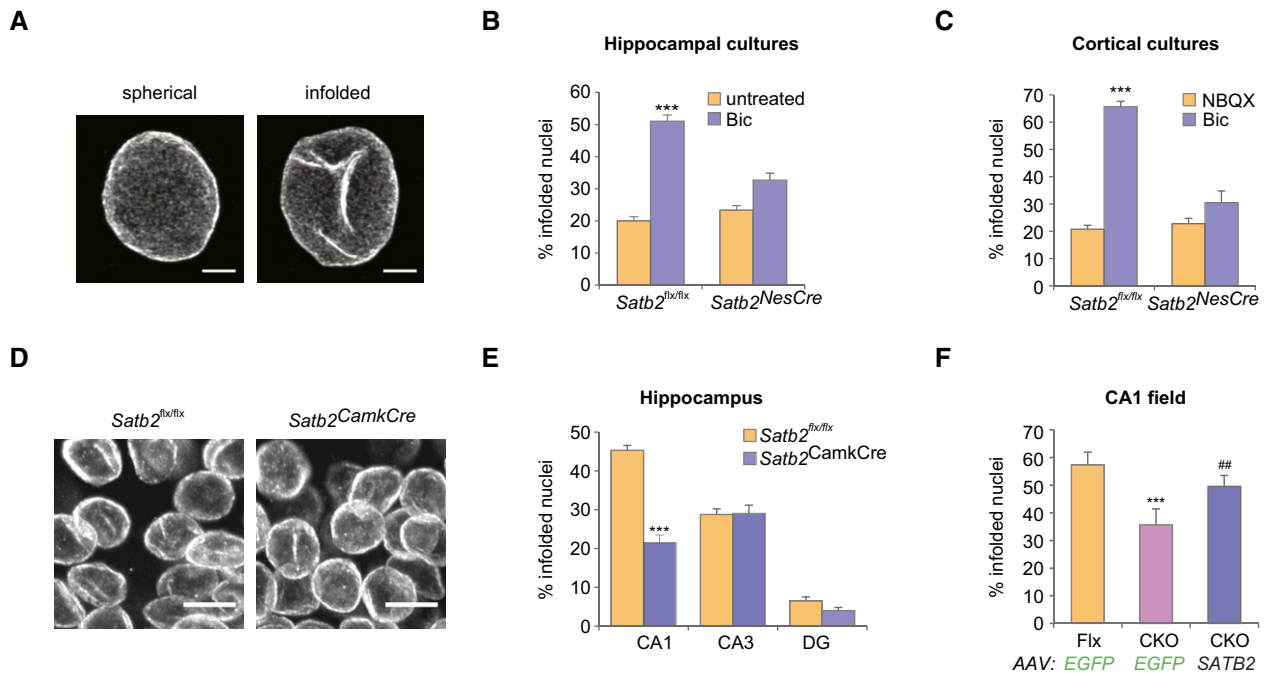 A
spherical
infolded
B
Hippocampal cultures
% infolded nuclei
60
50
40
30
20
10
0
***
untreated
Bic
Satb2flx/flx
Satb2NesCre
C
Cortical cultures
% infolded nuclei
70
60
50
40
30
20
10
0
***
NBQX
Bic
Satb2flx/flx
Satb2NesCre
D
Satb2flx/flx
Satb2CamkCre
E
Hippocampus
% infolded nuclei
50
40
30
20
10
0
***
Satb2flx/flx
Satb2CamkCre
CA1
CA3
DG
F
CA1 field
% infolded nuclei
70
60
50
40
30
20
10
0
***
##
Flx CKO CKO
AAV: EGFP EGFP SATB2